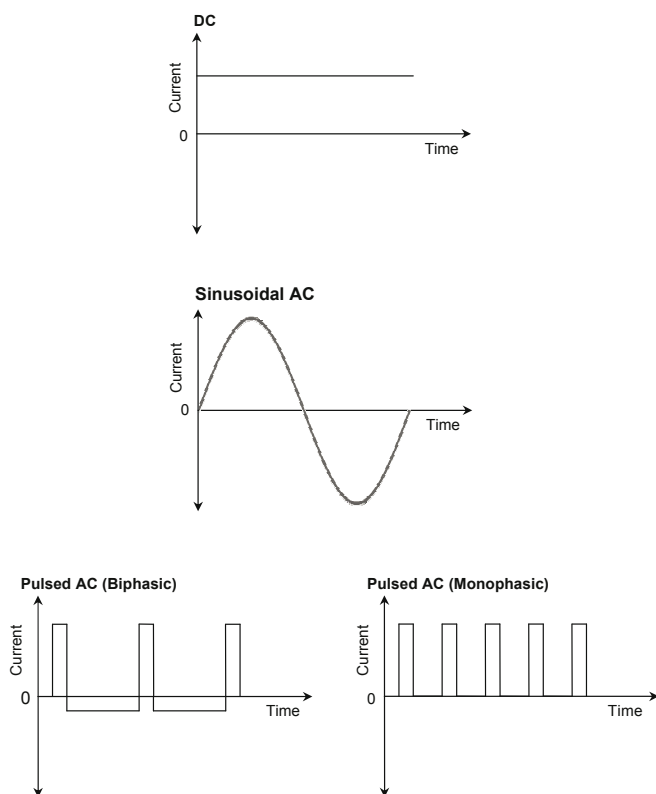 DC
Current
0
Time
Sinusoidal AC
Current
0
Time
Pulsed AC (Biphasic)
Current
0
Time
Pulsed AC (Monophasic)
Current
0
Time